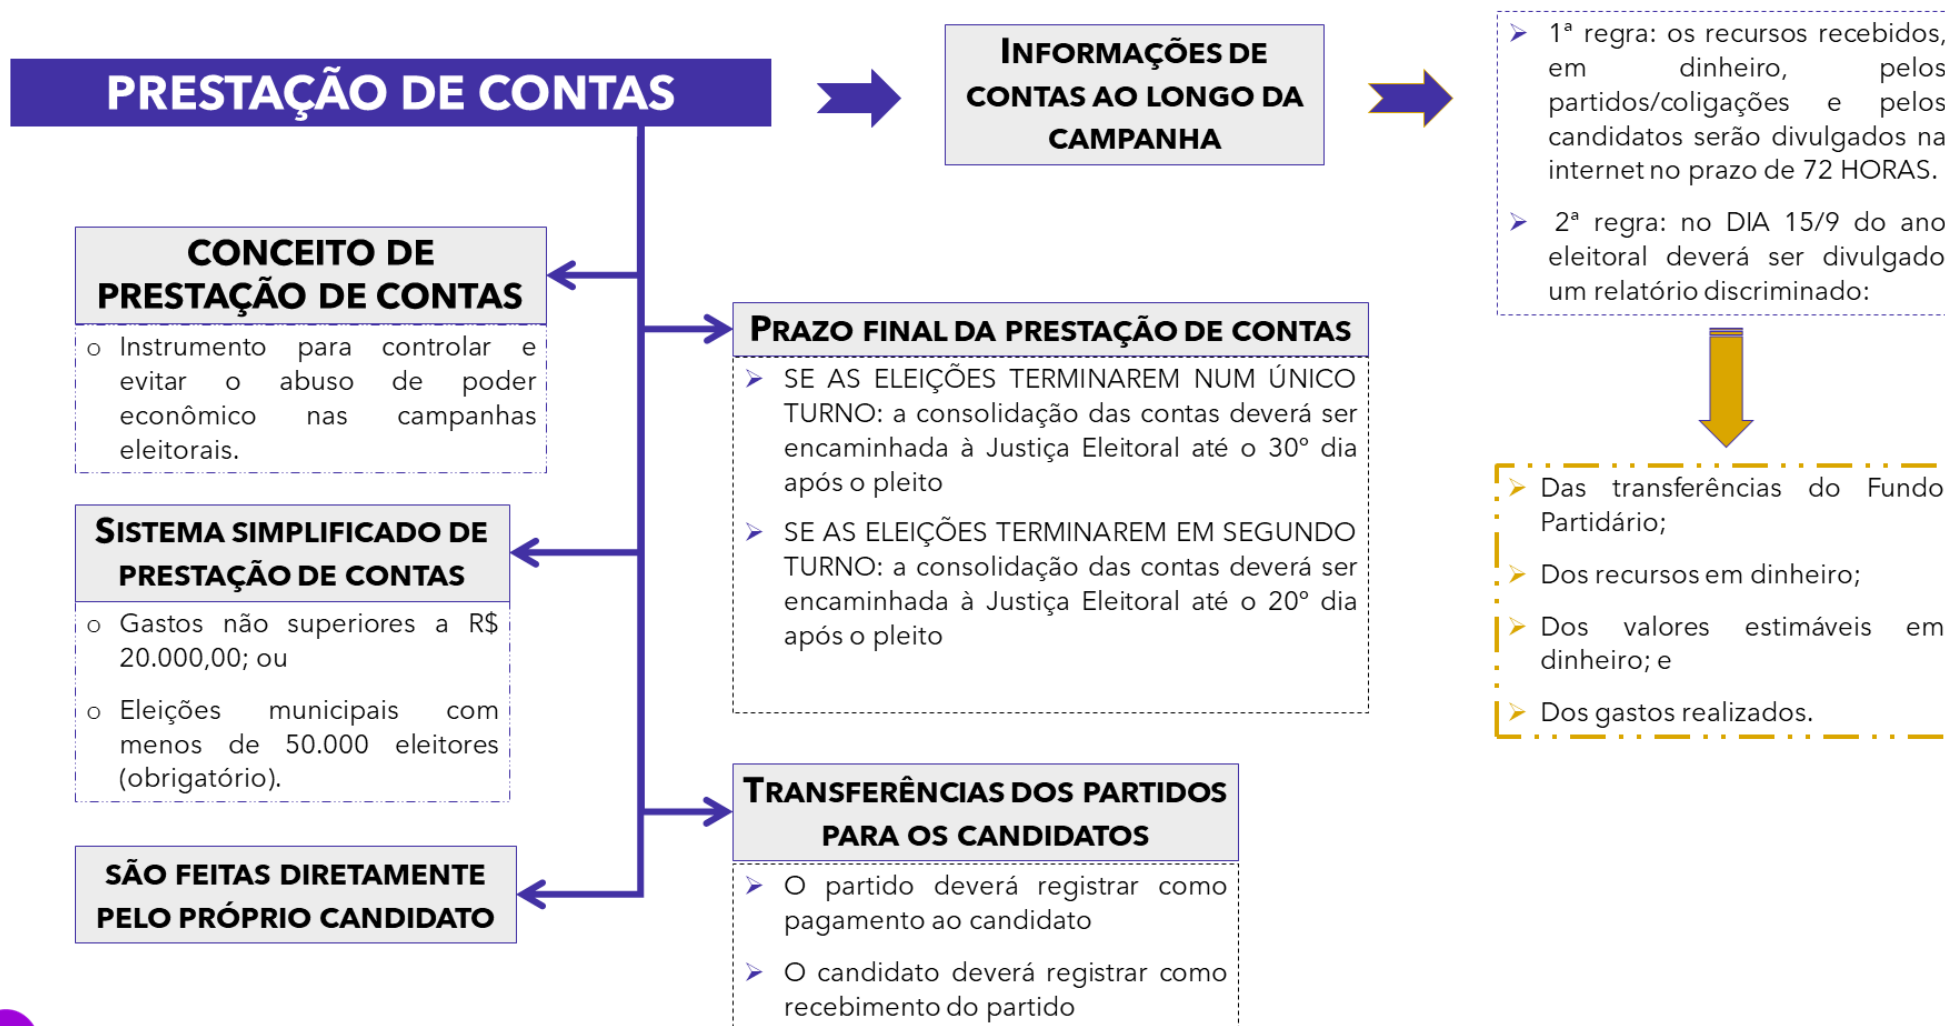 PRESTAÇÃO DE CONTAS
INFORMAÇÕES DE
CONTAS AO LONGO DA
CAMPANHA
➢ 1ª regra: os recursos recebidos,
em dinheiro, pelos
partidos/coligações e pelos
candidatos serão divulgados na
internet no prazo de 72 HORAS.
➢ 2ª regra: no DIA 15/9 do ano
eleitoral deverá ser divulgado
um relatório discriminado:
➢ Das transferências do Fundo
Partidário;
➢ Dos recursos em dinheiro;
➢ Dos valores estimáveis em
dinheiro; e
➢ Dos gastos realizados.
CONCEITO DE
PRESTAÇÃO DE CONTAS
o Instrumento para controlar e
evitar o abuso de poder
econômico nas campanhas
eleitorais.
SISTEMA SIMPLIFICADO DE
PRESTAÇÃO DE CONTAS
o Gastos não superiores a R$
20.000,00; ou
o Eleições municipais com
menos de 50.000 eleitores
(obrigatório).
SÃO FEITAS DIRETAMENTE
PELO PRÓPRIO CANDIDATO
PRAZO FINAL DA PRESTAÇÃO DE CONTAS
➢ SE AS ELEIÇÕES TERMINAREM NUM ÚNICO
TURNO: a consolidação das contas deverá ser
encaminhada à Justiça Eleitoral até o 30º dia
após o pleito
➢ SE AS ELEIÇÕES TERMINAREM EM SEGUNDO
TURNO: a consolidação das contas deverá ser
encaminhada à Justiça Eleitoral até o 20º dia
após o pleito
TRANSFERÊNCIAS DOS PARTIDOS
PARA OS CANDIDATOS
➢ O partido deverá registrar como
pagamento ao candidato
➢ O candidato deverá registrar como
recebimento do partido